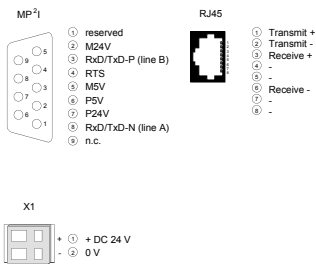 MP²I
5
9
4
8
3
7
2
6
1
① reserved
② M24V
③ RxD/TxD-P (line B)
④ RTS
⑤ M5V
⑥ P5V
⑦ P24V
⑧ RxD/TxD-N (line A)
⑨ n.c.
RJ45
① Transmit +
② Transmit -
③ Receive +
④ -
⑤ -
⑥ Receive -
⑦ -
⑧ -
X1
+ ① + DC 24 V
- ② 0 V